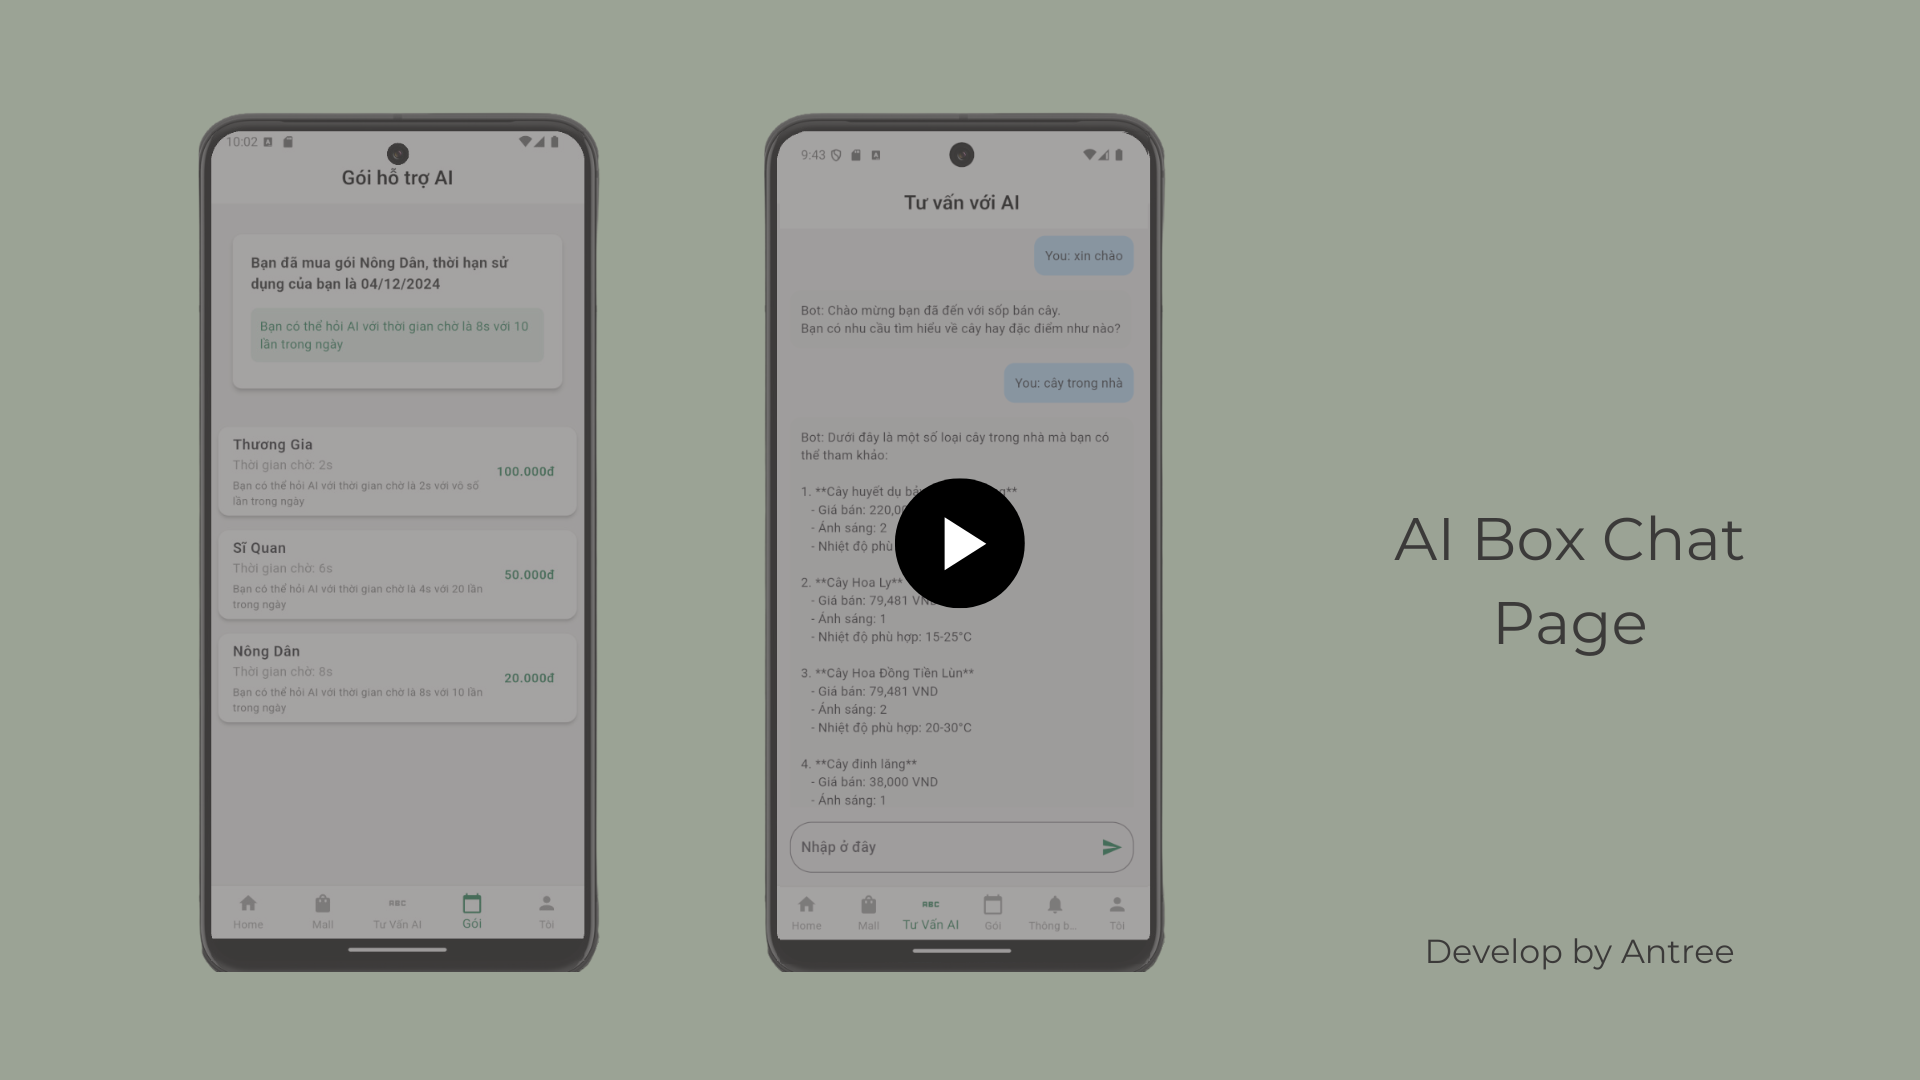 10:02
Gói hỗ trợ AI
Bạn đã mua gói Nông Dân, thời hạn sử
dụng của bạn là 04/12/2024
Bạn có thể hỏi AI với thời gian chờ là 8s với 10
lần trong ngày
Thương Gia
Thời gian chờ: 2s
100.000đ
Bạn có thể hỏi AI với thời gian chờ là 2s với vô số
lần trong ngày
Sĩ Quan
Thời gian chờ: 6s
50.000đ
Bạn có thể hỏi AI với thời gian chờ là 4s với 20 lần
trong ngày
Nông Dân
Thời gian chờ: 8s
20.000đ
Bạn có thể hỏi AI với thời gian chờ là 8s với 10 lần
trong ngày
Home
Mall
ABC
Tư Vấn AI
Gói
Tôi
9:43
Tư vấn với AI
You: xin chào
Bot: Chào mừng bạn đã đến với sốp bán cây.
Bạn có nhu cầu tìm hiểu về cây hay đặc điểm như nào?
You: cây trong nhà
Bot: Dưới đây là một số loại cây trong nhà mà bạn có
thể tham khảo:
1. **Cây huyết dụ
- Giá bán:
- Ánh sáng: 2
- Nhiệt độ phù
2. **Cây Hoa Ly**
- Giá bán: 79,481 VND
- Ánh sáng: 1
- Nhiệt độ phù hợp: 15-25°C
3. **Cây Hoa Đồng Tiền Lùn**
- Giá bán: 79,481 VND
- Ánh sáng: 2
- Nhiệt độ phù hợp: 20-30°C
4. **Cây đinh lăng**
- Giá bán: 38,000 VND
- Ánh sáng: 1
Nhập ở đây
Home
Mall
ABC
Tư Vấn AI
Gói
Thông b...
Tôi
AI Box Chat
Page
Develop by Antree